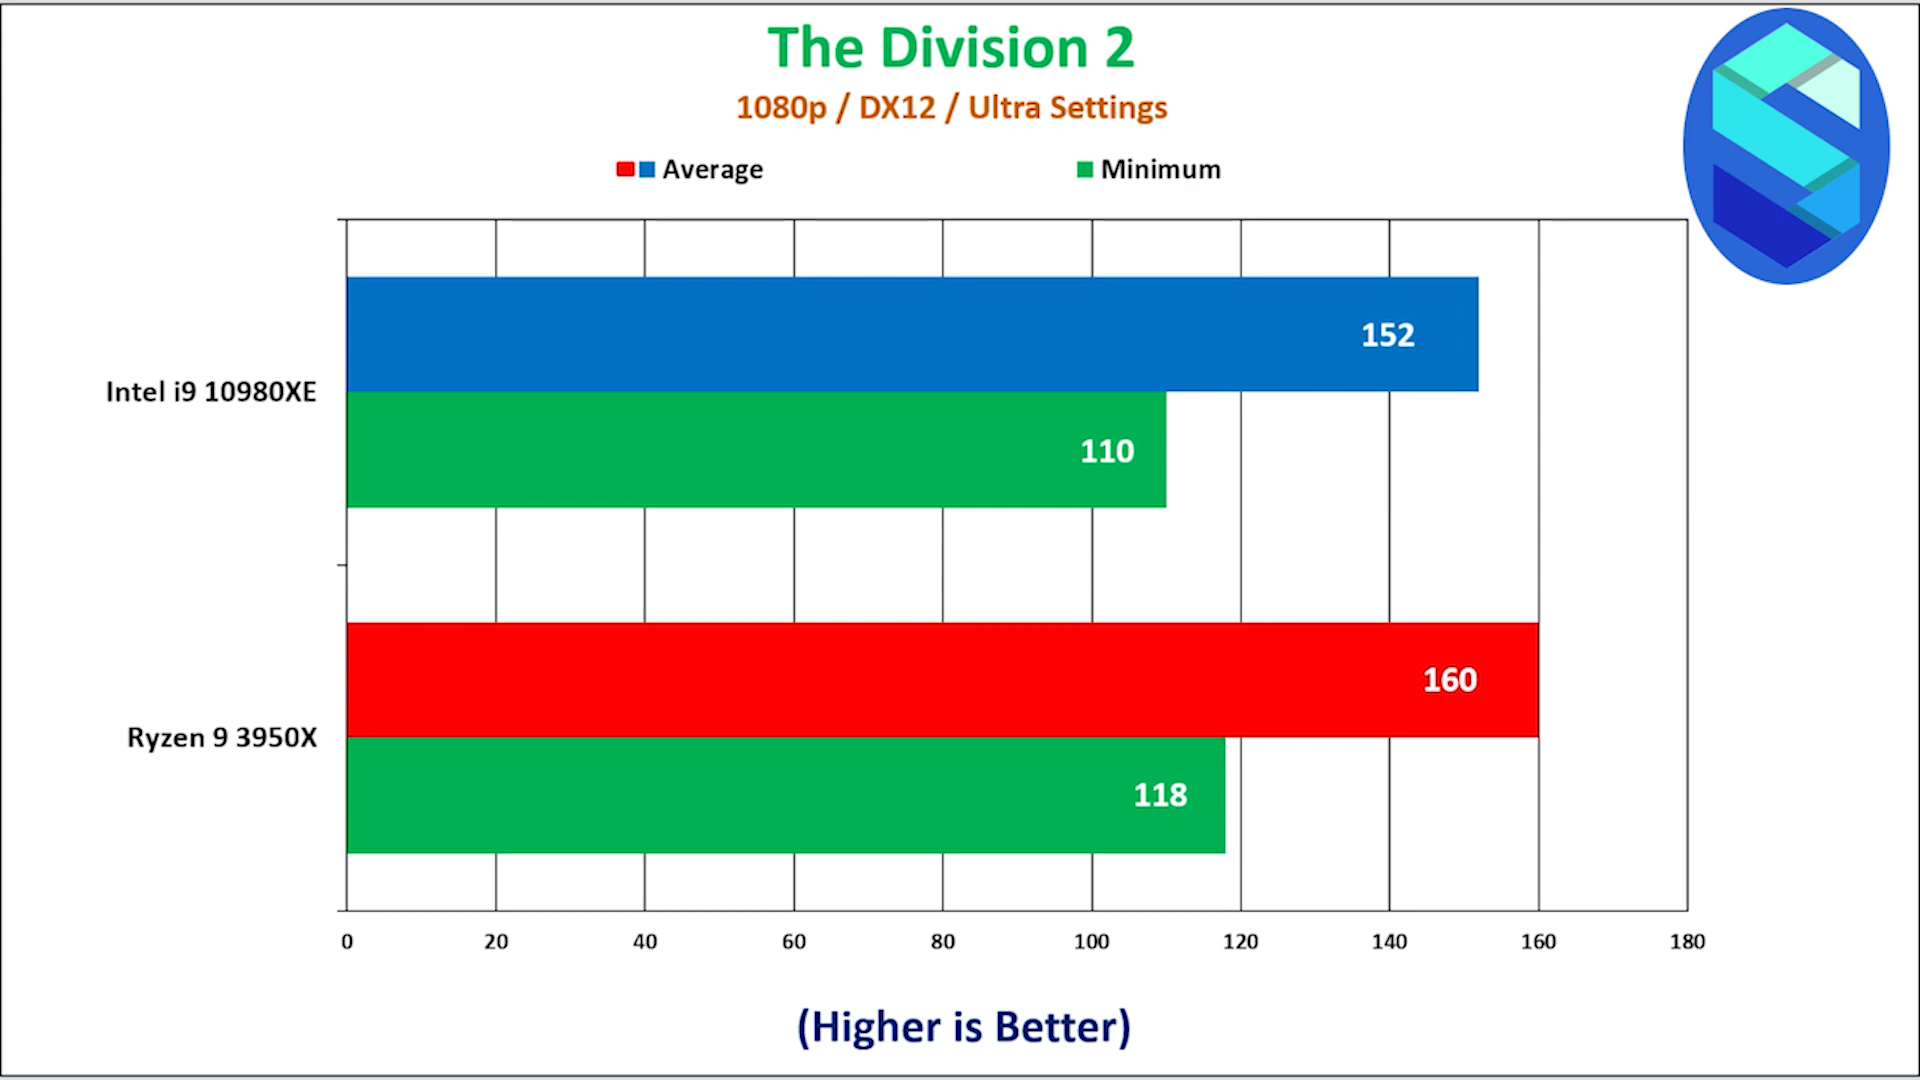 The Division 2
1080p / DX12 / Ultra Settings
Average Minimum
152
Intel i9 10980XE
110
160
Ryzen 9 3950X
118
0 20 40 60 80 100 120 140 160 180
(Higher is Better)